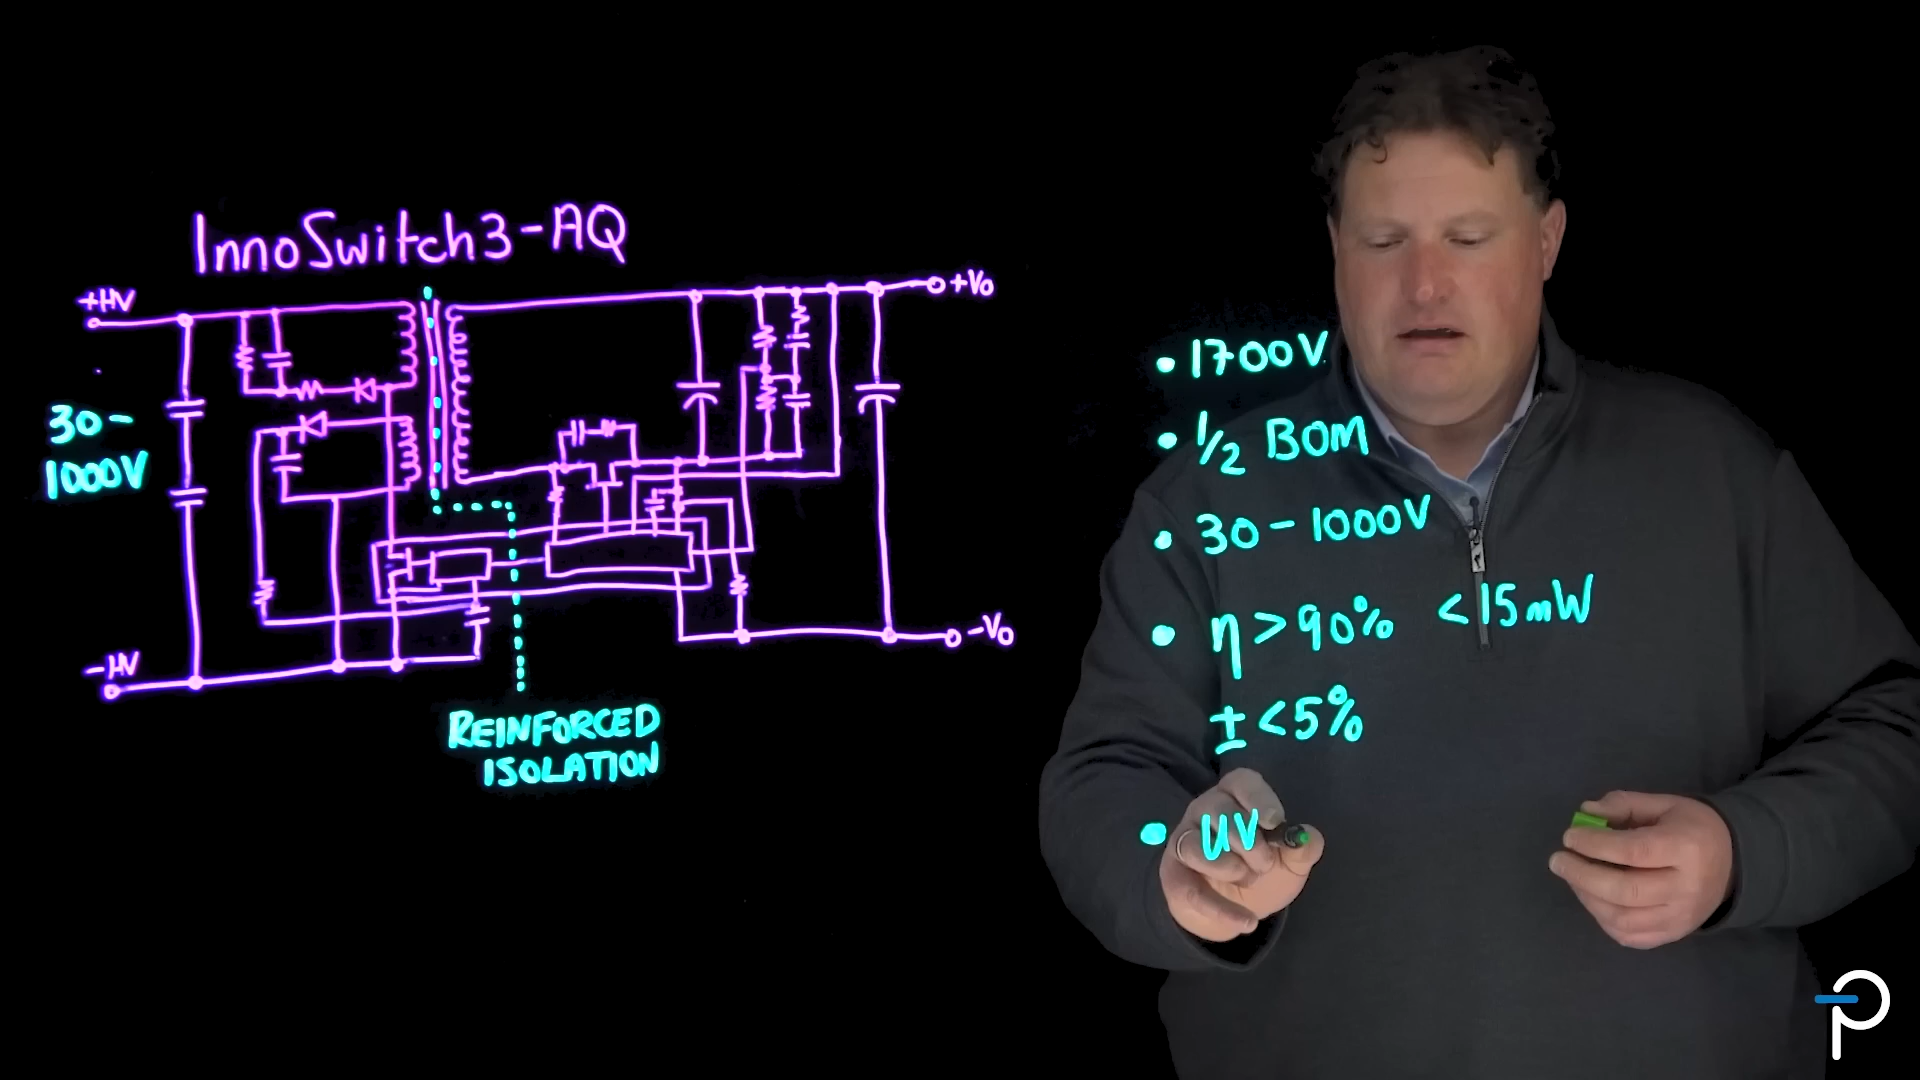 InnoSwitch3-AQ
+HV
+Vo
30-
1000V
-HV
-Vo
REINFORCED
ISOLATION
• 1700V
• 1/2 BOM
• 30-1000V
• η>90% <15mW
± <5%
• UV